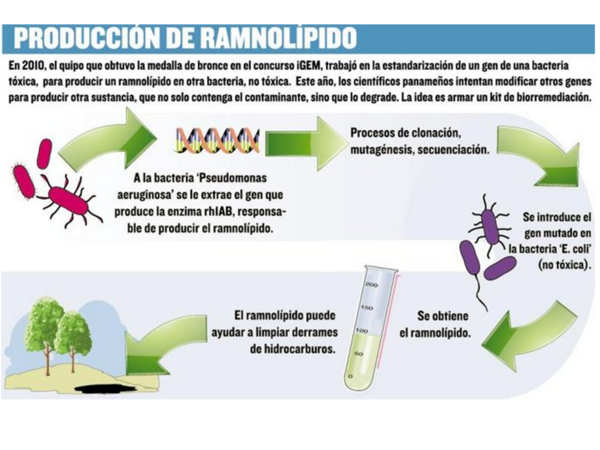 PRODUCCIÓN DE RAMNOLÍPIDO
En 2010, el quipo que obtuvo la medalla de bronce en el concurso iGEM, trabajó en la estandarización de un gen de una bacteria
tóxica, para producir un ramnolípido en otra bacteria, no tóxica. Este año, los científicos panameños intentan modificar otros genes
para producir otra sustancia, que no solo contenga el contaminante, sino que lo degrade. La idea es armar un kit de biorremediación.
A la bacteria ‘Pseudomonas
aeruginosa’ se le extrae el gen que
produce la enzima rhlAB, responsa-
ble de producir el ramnolípido.
Procesos de clonación,
mutagénesis, secuenciación.
Se introduce el
gen mutado en
la bacteria ‘E. coli’
(no tóxica).
Se obtiene
el ramnolípido.
200
150
100
50
0
El ramnolípido puede
ayudar a limpiar derrames
de hidrocarburos.